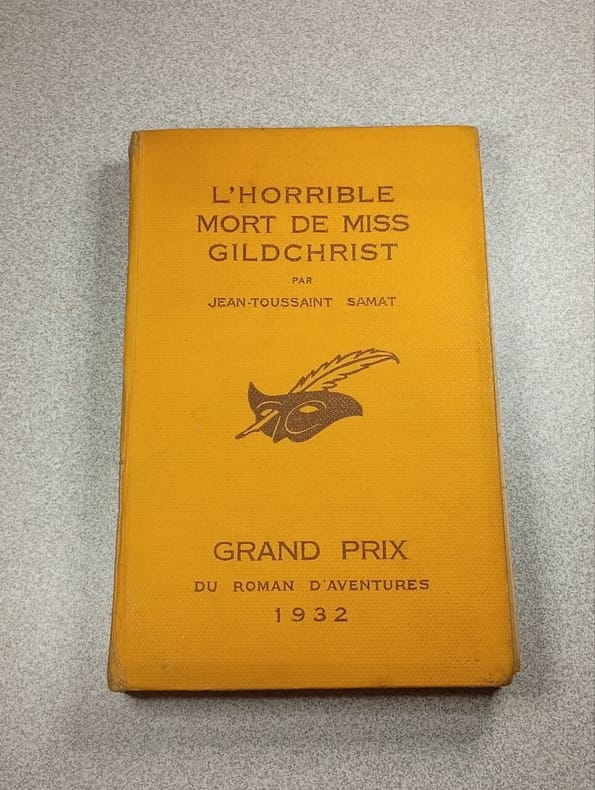 L'HORRIBLE
MORT DE MISS
GILDCHRIST
PAR
JEAN-TOUSSAINT SAMAT
GRAND PRIX
DU ROMAN D'AVENTURES
1932